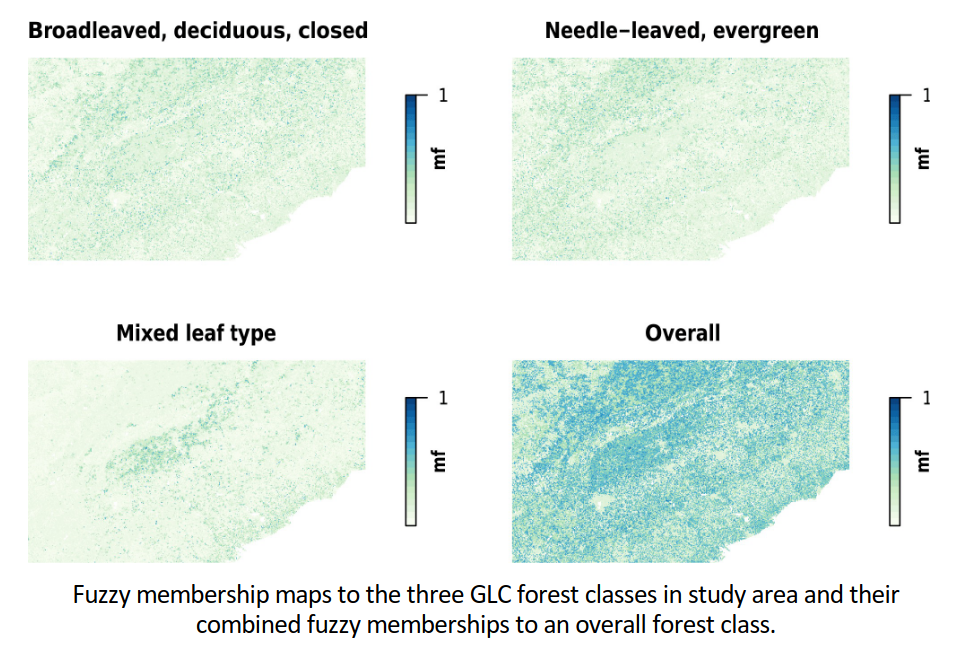 Broadleaved, deciduous, closed
Needle−leaved, evergreen
1
mf
1
mf
Mixed leaf type
Overall
1
mf
1
mf
Fuzzy membership maps to the three GLC forest classes in study area and their
combined fuzzy memberships to an overall forest class.